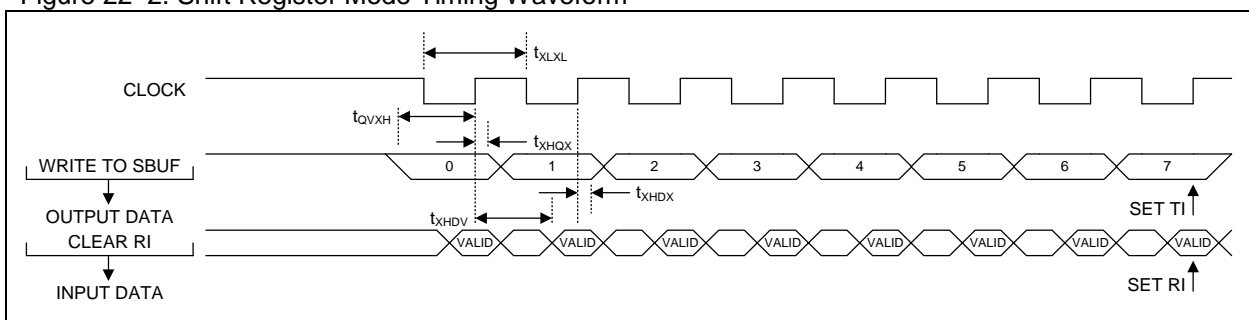 Figure 22- 2. Shift Register Mode Timing Waveform
tXLXL
CLOCK
tQVXH
tXHQX
WRITE TO SBUF
0 1 2 3 4 5 6 7
tXHDX
OUTPUT DATA
SET TI
tXHDV
CLEAR RI
VALID VALID VALID VALID VALID VALID VALID VALID
INPUT DATA
SET RI